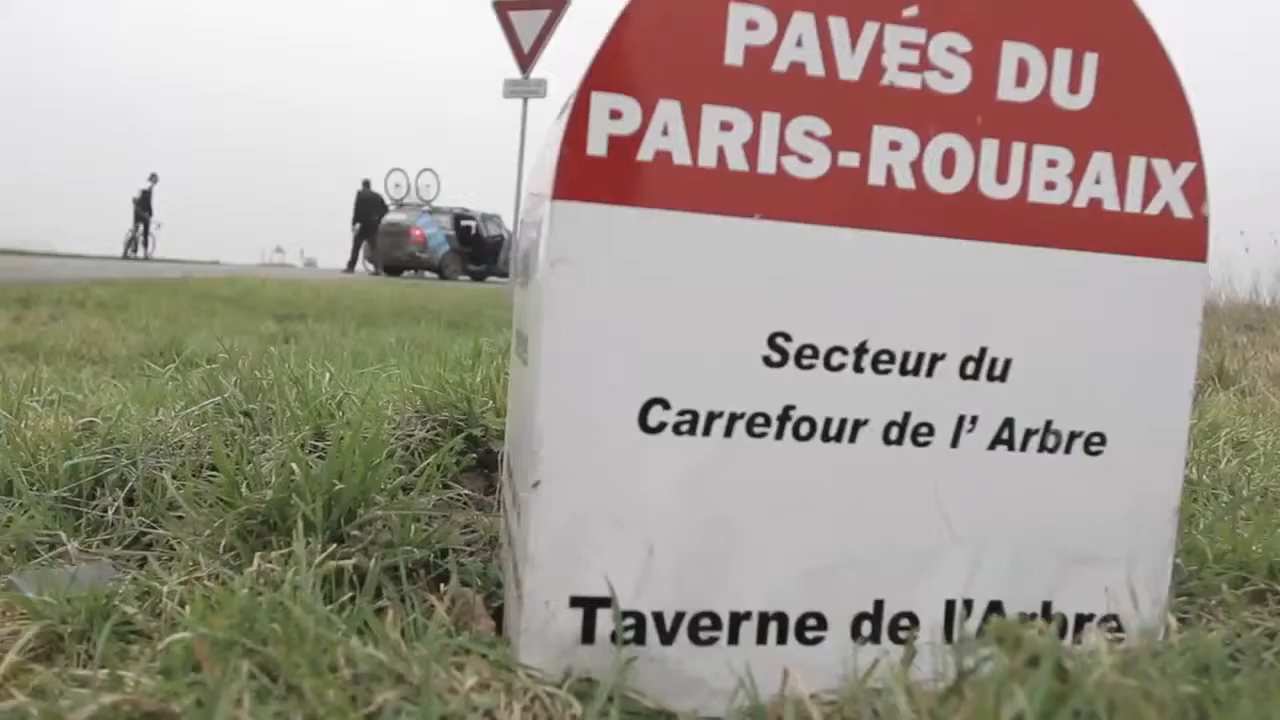 PAVÉS DU
PARIS-ROUBAIX
Secteur du
Carrefour de l' Arbre
Taverne de l'Arbre